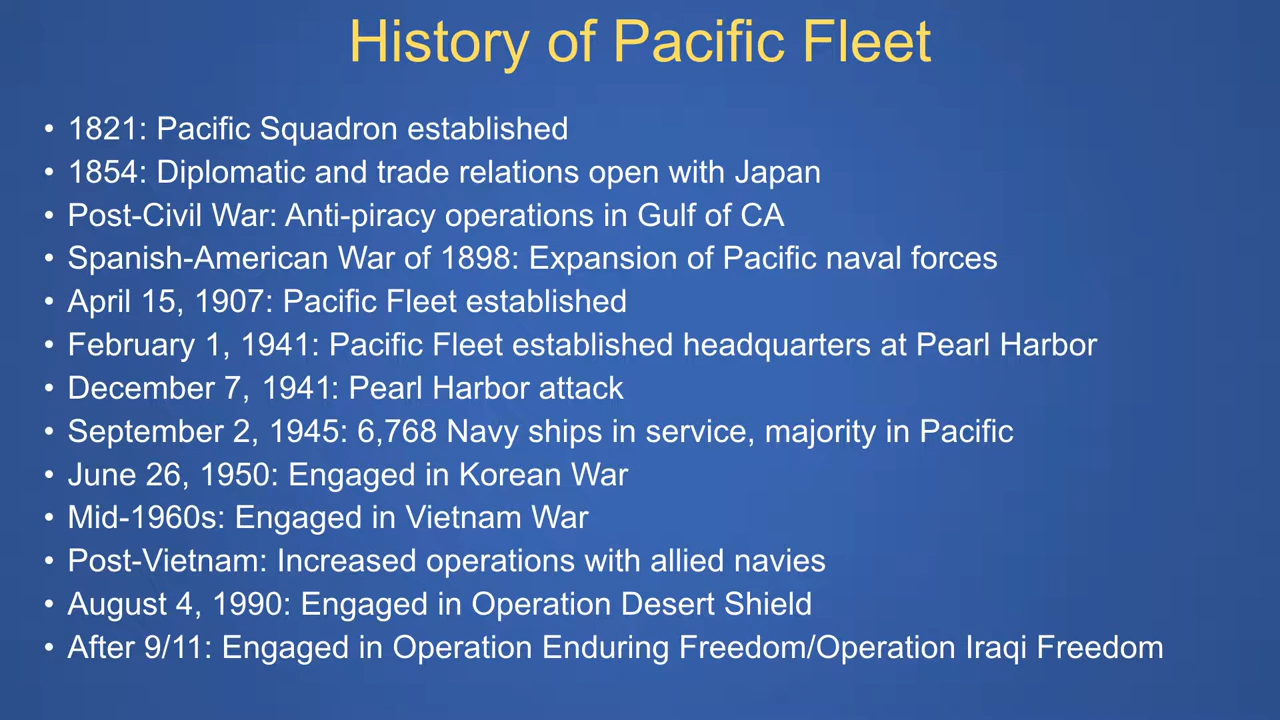 History of Pacific Fleet
• 1821: Pacific Squadron established
• 1854: Diplomatic and trade relations open with Japan
• Post-Civil War: Anti-piracy operations in Gulf of CA
• Spanish-American War of 1898: Expansion of Pacific naval forces
• April 15, 1907: Pacific Fleet established
• February 1, 1941: Pacific Fleet established headquarters at Pearl Harbor
• December 7, 1941: Pearl Harbor attack
• September 2, 1945: 6,768 Navy ships in service, majority in Pacific
• June 26, 1950: Engaged in Korean War
• Mid-1960s: Engaged in Vietnam War
• Post-Vietnam: Increased operations with allied navies
• August 4, 1990: Engaged in Operation Desert Shield
• After 9/11: Engaged in Operation Enduring Freedom/Operation Iraqi Freedom